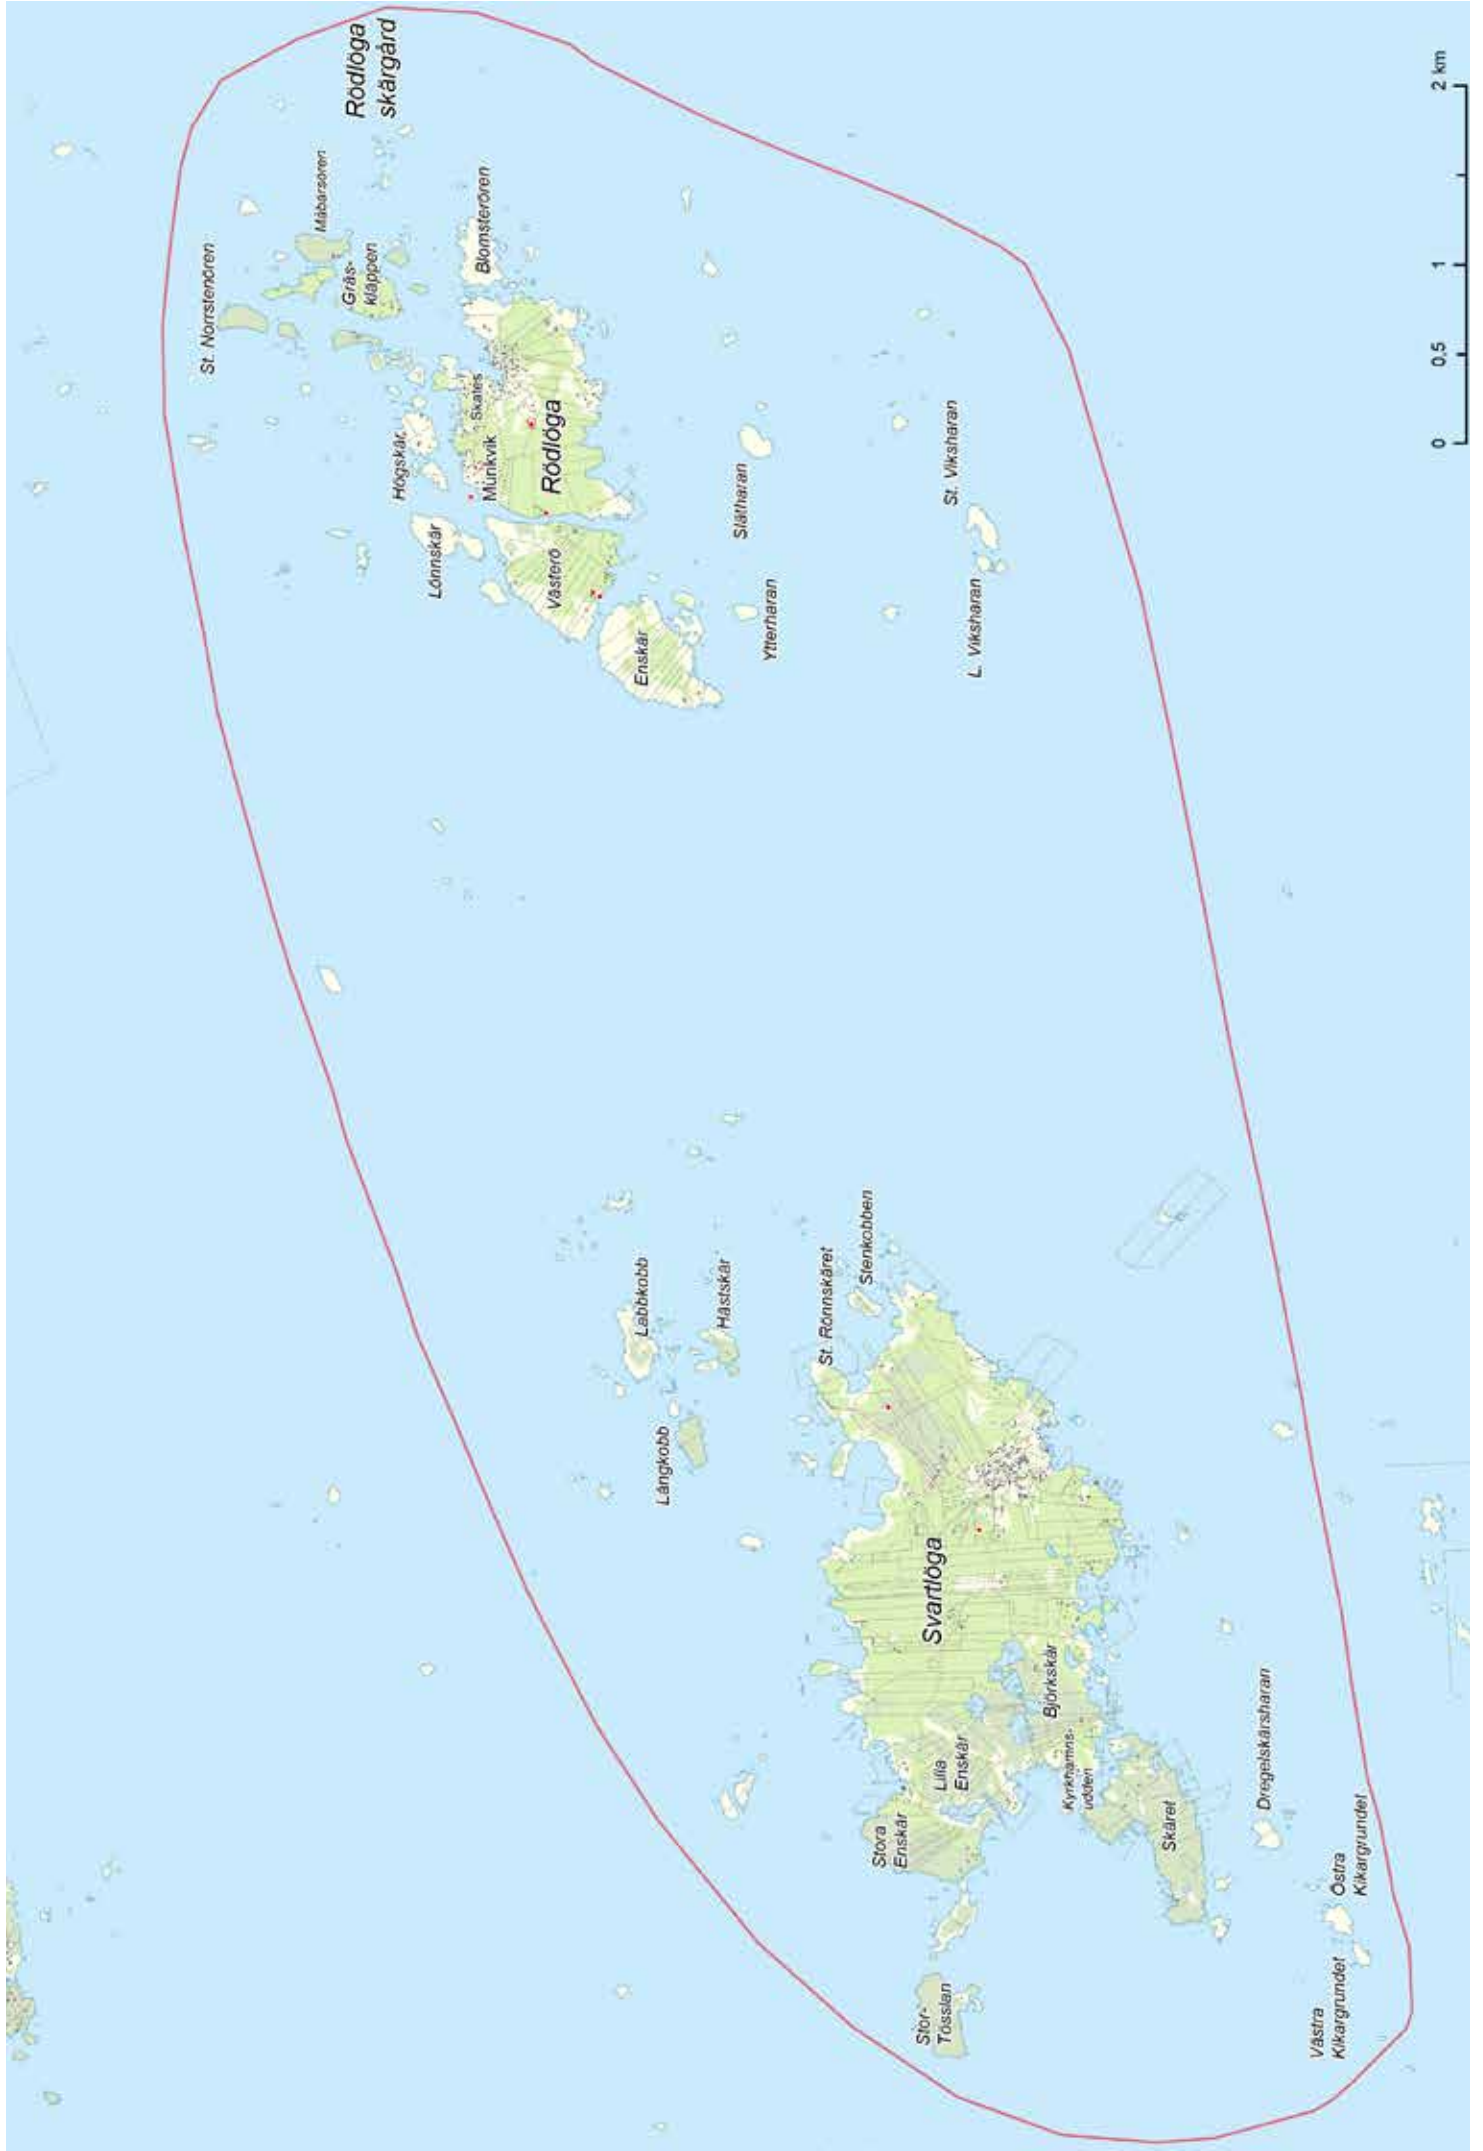 St. Norrstenören
Måbärsören
Rödlöga
skärgård
Gräs-
kläppen
Högskär
Lönnskär
Skates
Munkvik
Blomsterören
Rödlöga
Västerö
Enskär
Labbkobb
Långkobb
Hästskär
Slätharan
Ytterharan
St. Rönnskäret
Stenkobben
Stora
Enskär
Svartlöga
Stor-
Tösslan
Lilla
Enskär
St. Viksharan
L. Viksharan
Björkskär
Kyrkhamns-
udden
Skäret
Dregelskärsharan
Västra
Kikargrundet
Östra
Kikargrundet
0 0,5 1 2 km